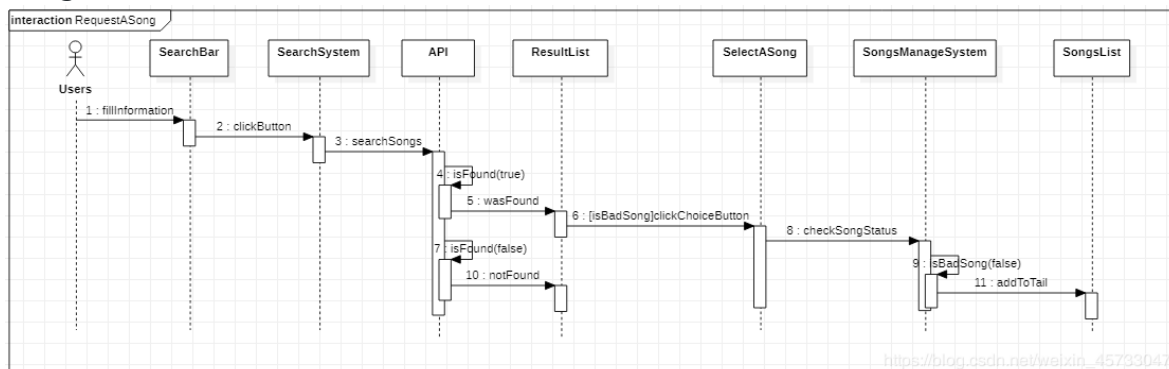 interaction RequestASong
SearchBar
SearchSystem
API
ResultList
SelectASong
SongsManageSystem
SongsList
Users
1 : fillInformation
2 : clickButton
3 : searchSongs
4 : isFound(true)
5 : wasFound
6 : [isBadSong]clickChoiceButton
7 : isFound(false)
8 : checkSongStatus
9 : isBadSong(false)
10 : notFound
11 : addToTail
https://blog.csdn.net/weixin_45733047